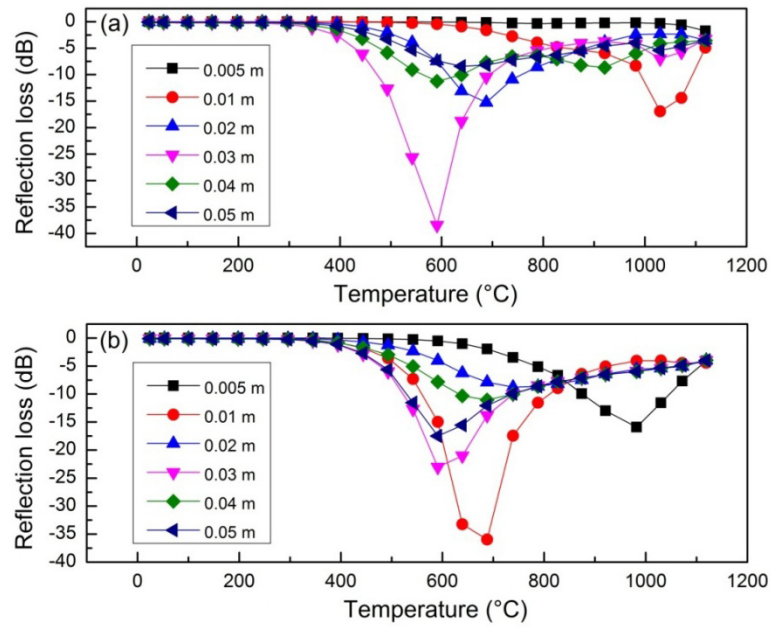 (a)
0
-5
-10
-15
-20
-25
-30
-35
-40
Reflection loss (dB)
0.005 m
0.01 m
0.02 m
0.03 m
0.04 m
0.05 m
0 200 400 600 800 1000 1200
Temperature (°C)
(b)
0
-5
-10
-15
-20
-25
-30
-35
-40
Reflection loss (dB)
0.005 m
0.01 m
0.02 m
0.03 m
0.04 m
0.05 m
0 200 400 600 800 1000 1200
Temperature (°C)